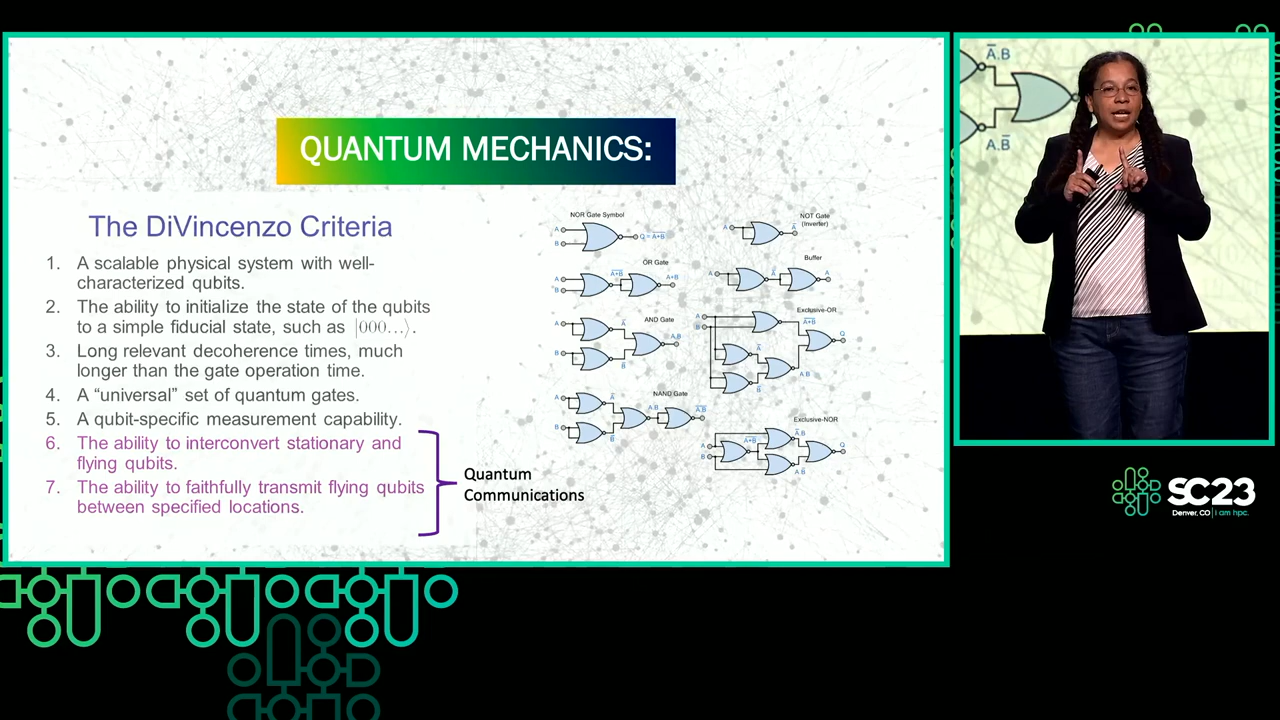 QUANTUM MECHANICS:
The DiVincenzo Criteria
1. A scalable physical system with well-
characterized qubits.
2. The ability to initialize the state of the qubits
to a simple fiducial state, such as |000...⟩.
3. Long relevant decoherence times, much
longer than the gate operation time.
4. A “universal” set of quantum gates.
5. A qubit-specific measurement capability.
6. The ability to interconvert stationary and
flying qubits.
7. The ability to faithfully transmit flying qubits
between specified locations.
Quantum
Communications
NOR Gate Symbol
A
B
Q = A̅+̅B̅
NOT Gate
(Inverter)
A
A̅
OR Gate
A
B
A̅+̅B̅
A+B
Buffer
A
A̅
A
AND Gate
A
B
A̅
B̅
A.B
Exclusive-OR
A
B
A̅+̅B̅
A̅
B̅
A.B
Q
NAND Gate
A
B
A̅
B̅
A.B
A̅.̅B̅
Exclusive-NOR
A
B
A̅+̅B̅
A̅.B
A.B̅
Q
A̅.B
A.B̅
SC23
Denver, CO | i am hpc.